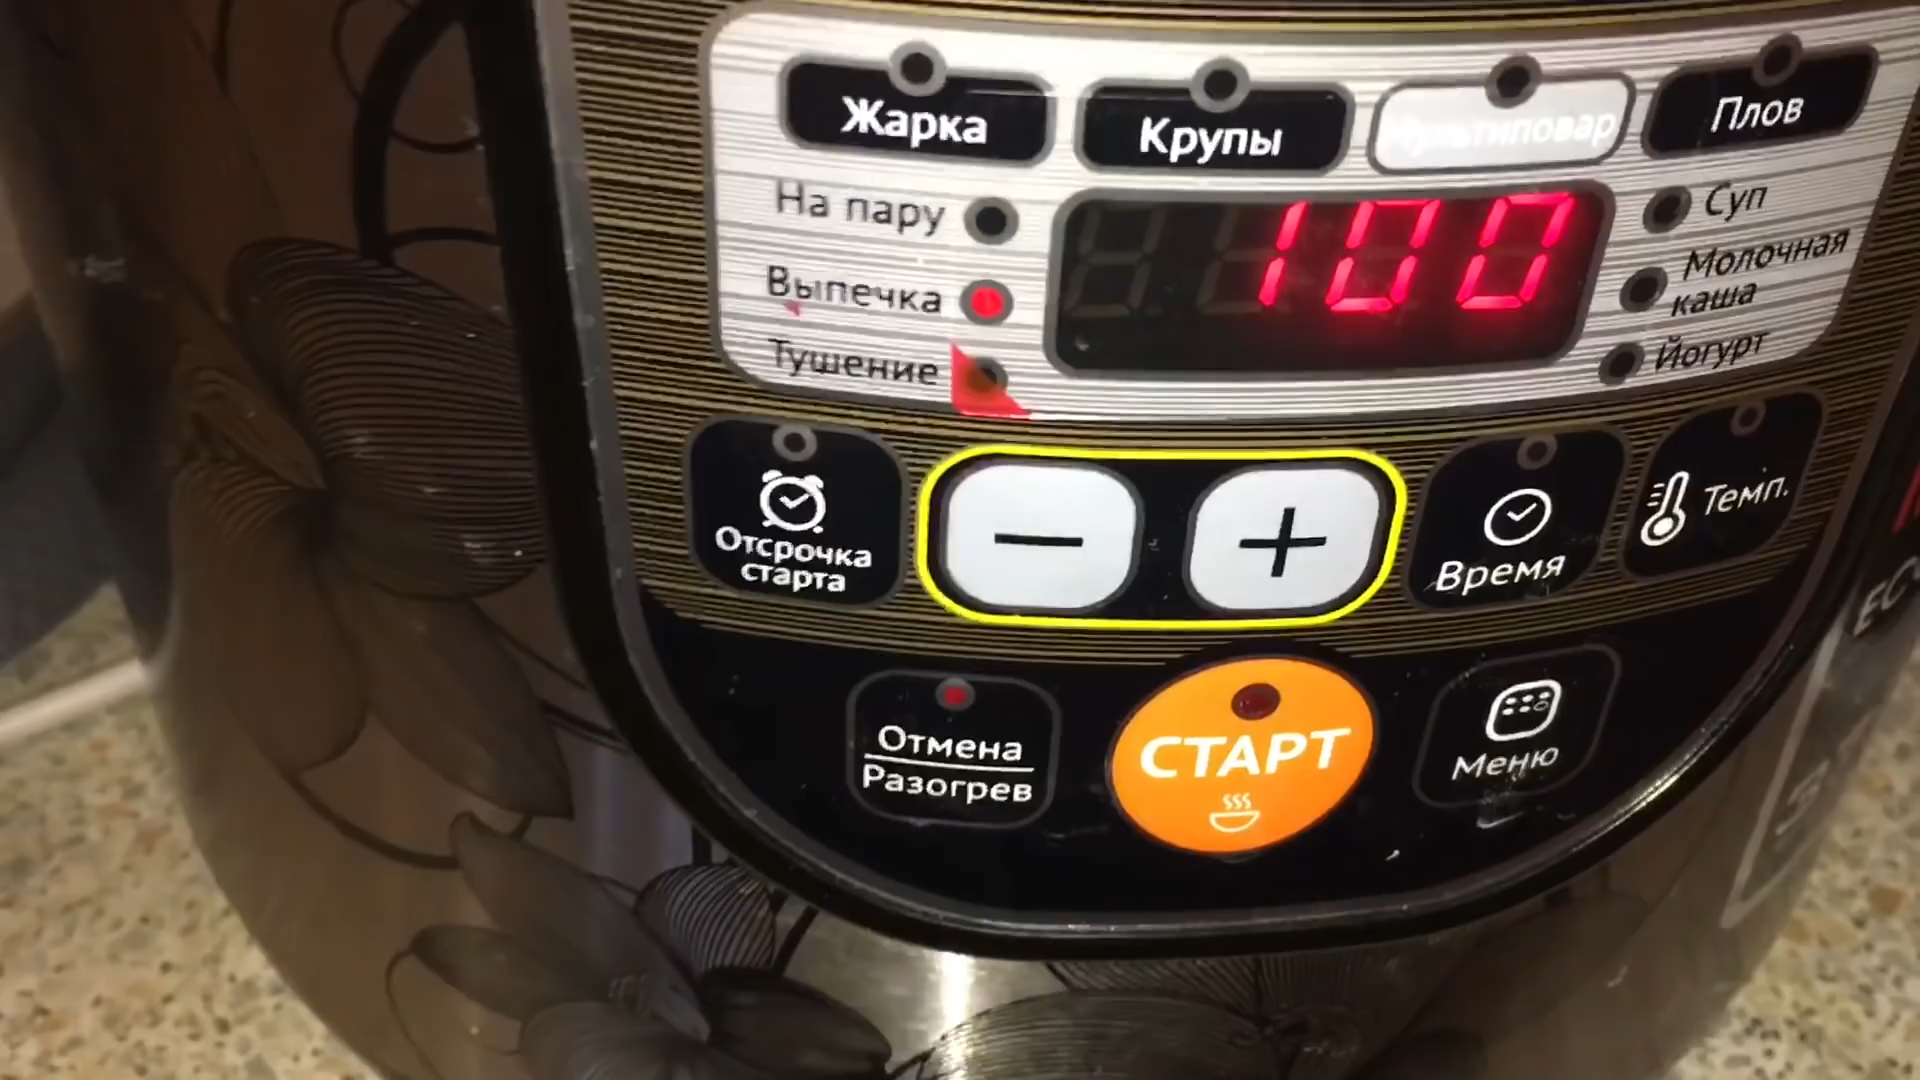 Жарка
Крупы
Плов
На пару
Выпечка
Тушение
100
Суп
Молочная
каша
Йогурт
Отсрочка
старта
−
+
Время
Темп.
Отмена
Разогрев
СТАРТ
Меню